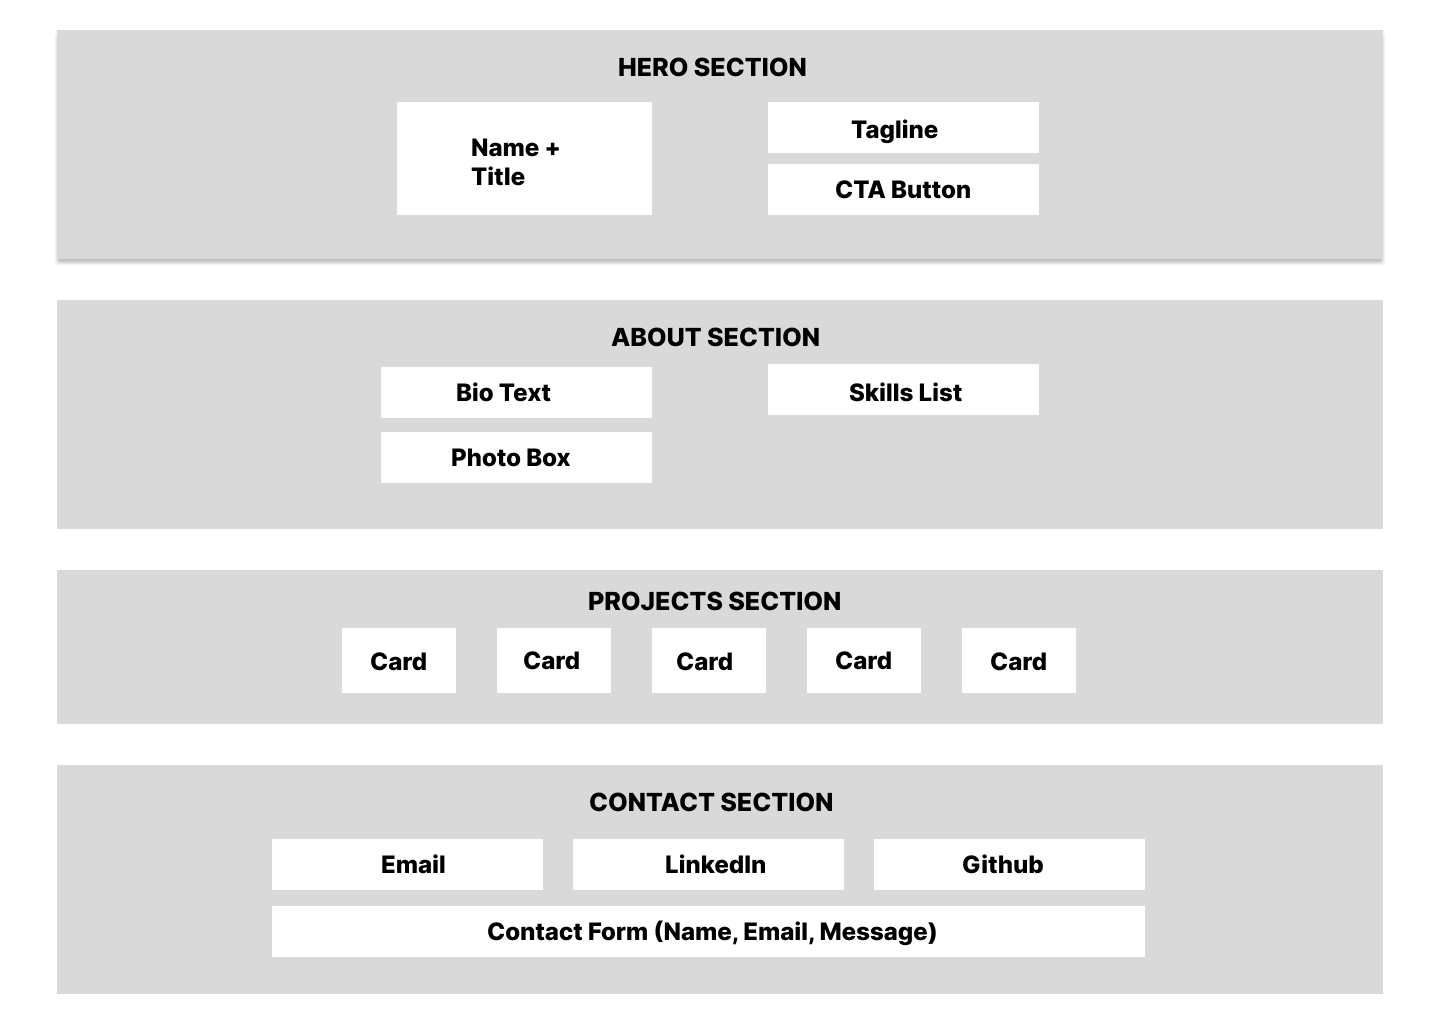 HERO SECTION
Name +
Title
Tagline
CTA Button
ABOUT SECTION
Bio Text
Photo Box
Skills List
PROJECTS SECTION
Card
Card
Card
Card
Card
CONTACT SECTION
Email
LinkedIn
Github
Contact Form (Name, Email, Message)